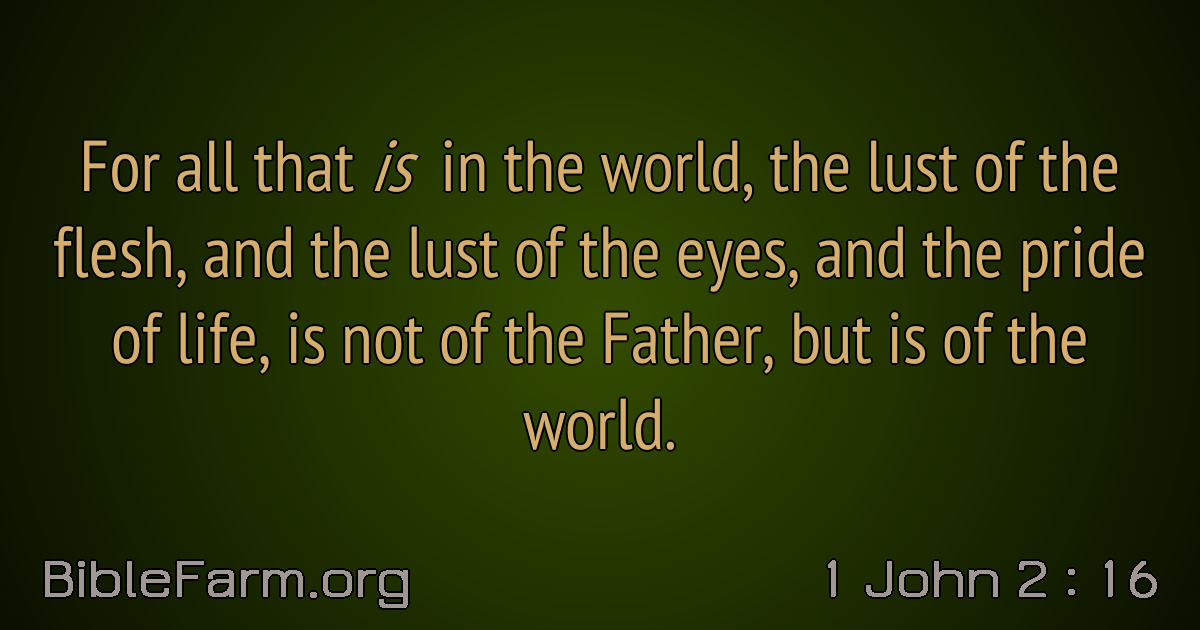 For all that is in the world, the lust of the
flesh, and the lust of the eyes, and the pride
of life, is not of the Father, but is of the
world.
BibleFarm.org
1 John 2 : 16